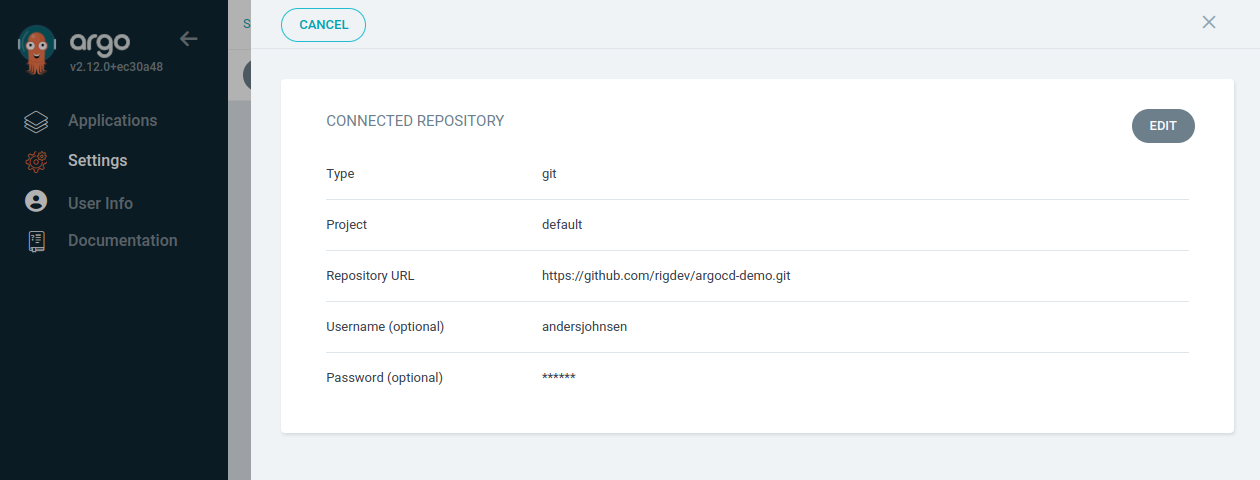 argo
v2.12.0+ec30a48
Applications
Settings
User Info
Documentation
S
CANCEL
CONNECTED REPOSITORY
EDIT
Type git
Project default
Repository URL https://github.com/rigdev/argocd-demo.git
Username (optional) andersjohnsen
Password (optional) ******